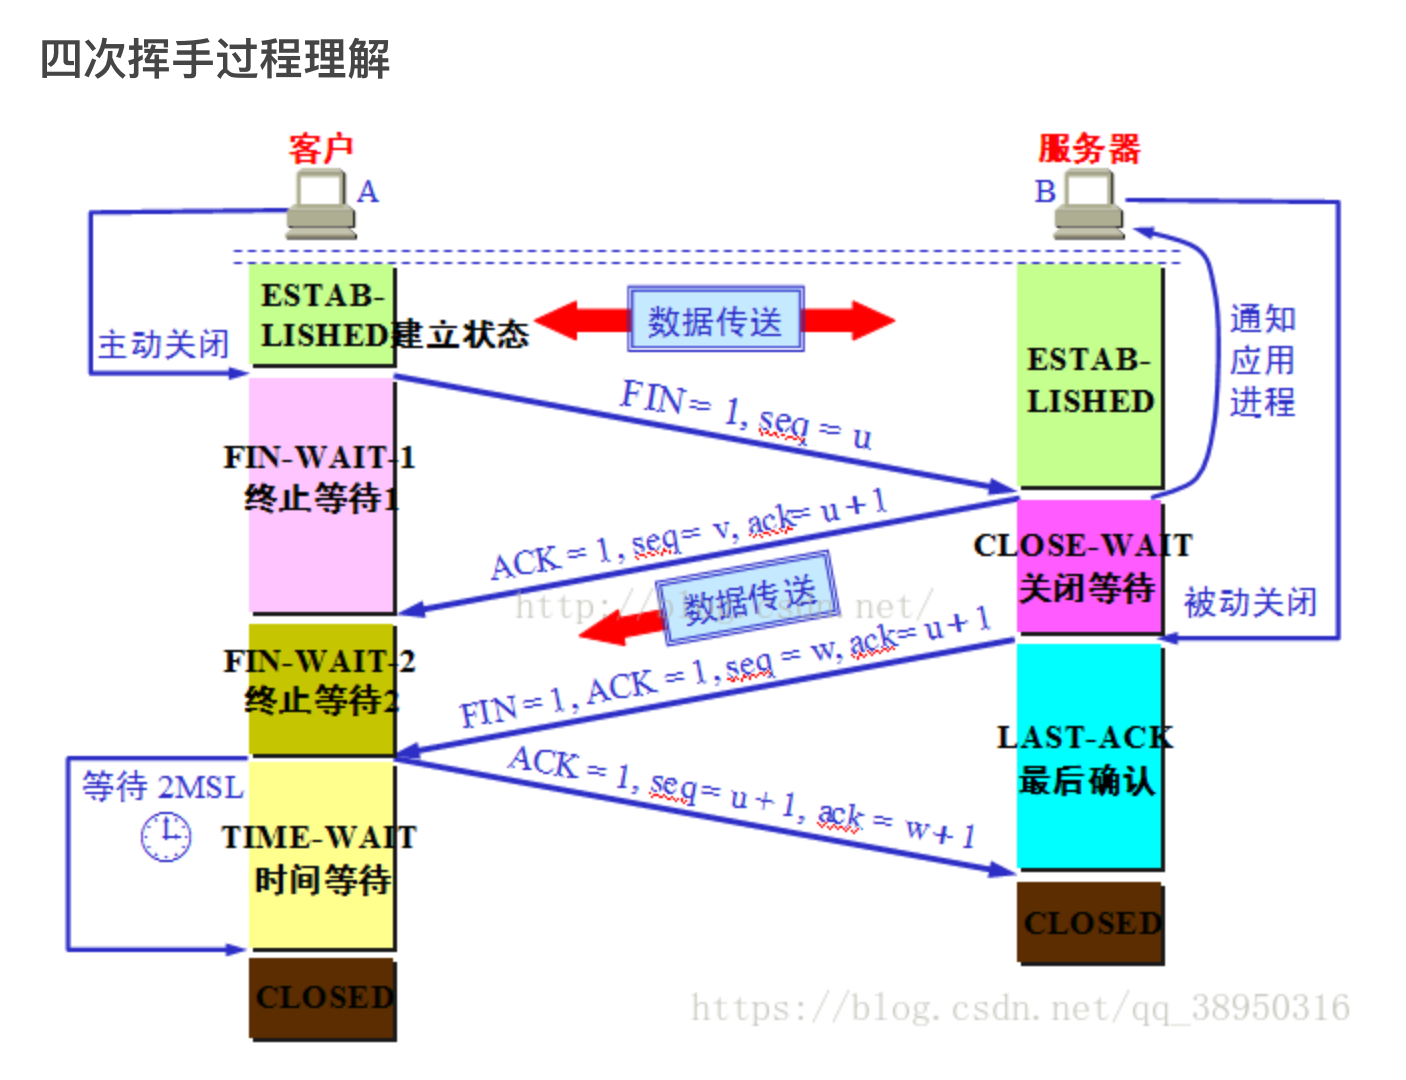 四次挥手过程理解
客户
服务器
A
B
ESTAB-
LISHED建立状态
数据传送
主动关闭
ESTAB-
LISHED
通知
应用
进程
FIN = 1, seq = u
FIN-WAIT-1
终止等待1
ACK = 1, seq = v, ack= u + 1
CLOSE-WAIT
关闭等待
被动关闭
数据传送
http://blog.csdn.net/
FIN = 1, ACK = 1, seq = w, ack= u + 1
FIN-WAIT-2
终止等待2
ACK = 1, seq = u + 1, ack = w + 1
LAST-ACK
最后确认
等待 2MSL
TIME-WAIT
时间等待
CLOSED
CLOSED
https://blog.csdn.net/qq_38950316